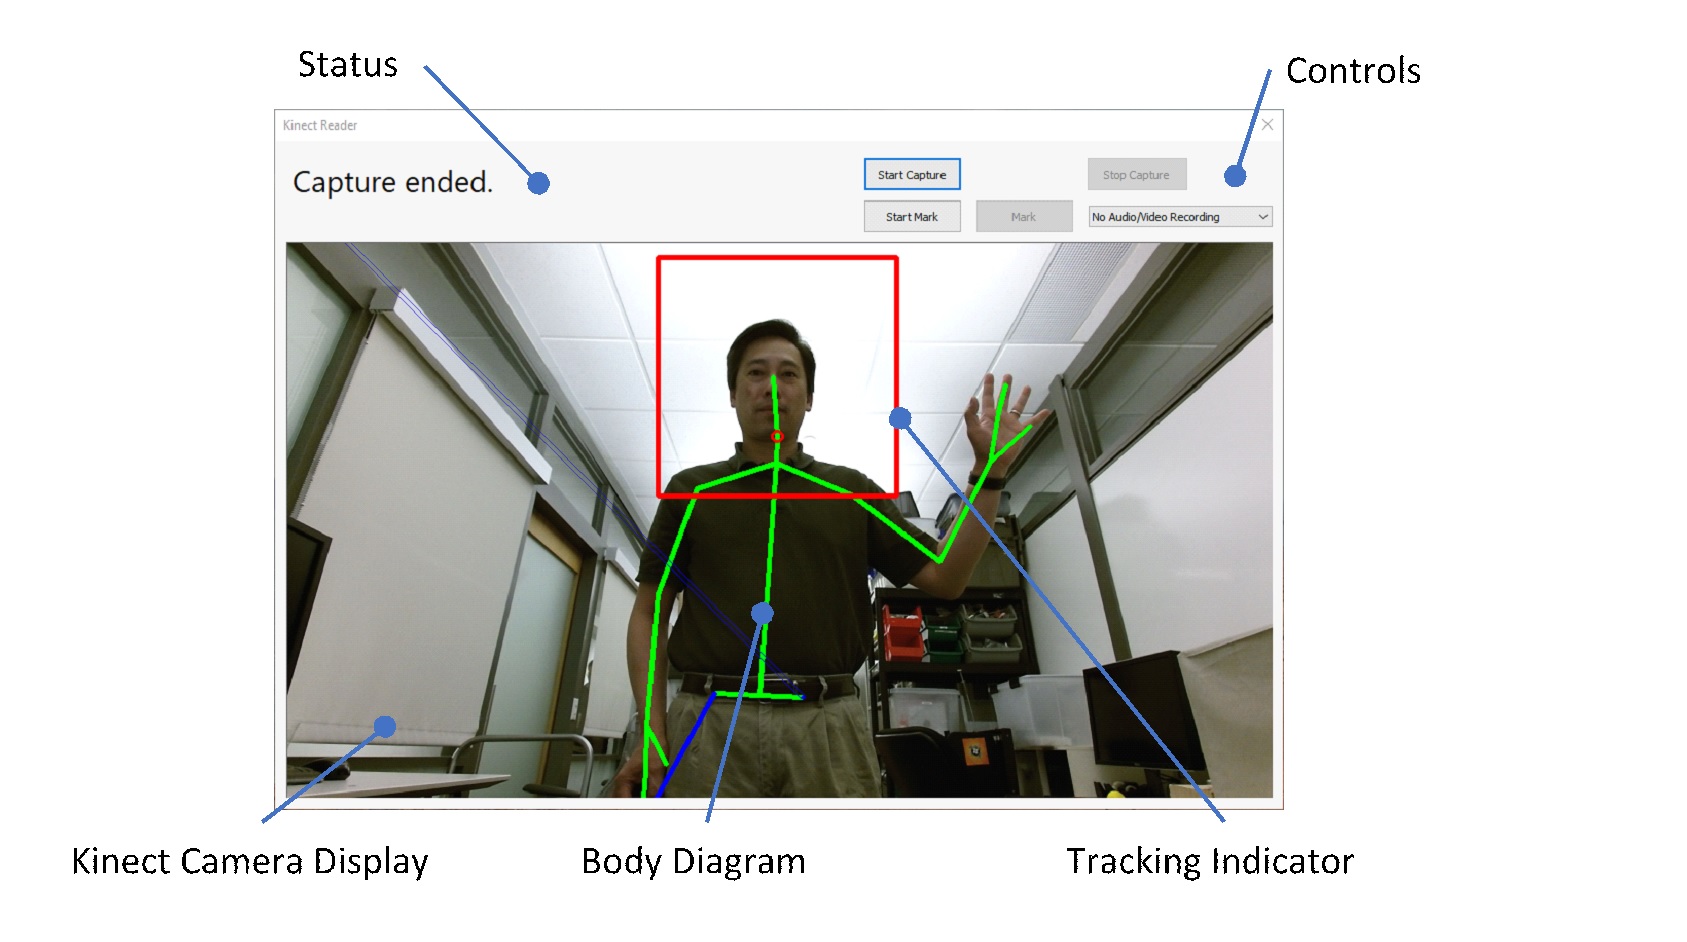 Status
Controls
Kinect Reader
Capture ended.
Start Capture
Stop Capture
Start Mark
Mark
No Audio/Video Recording
Kinect Camera Display
Body Diagram
Tracking Indicator